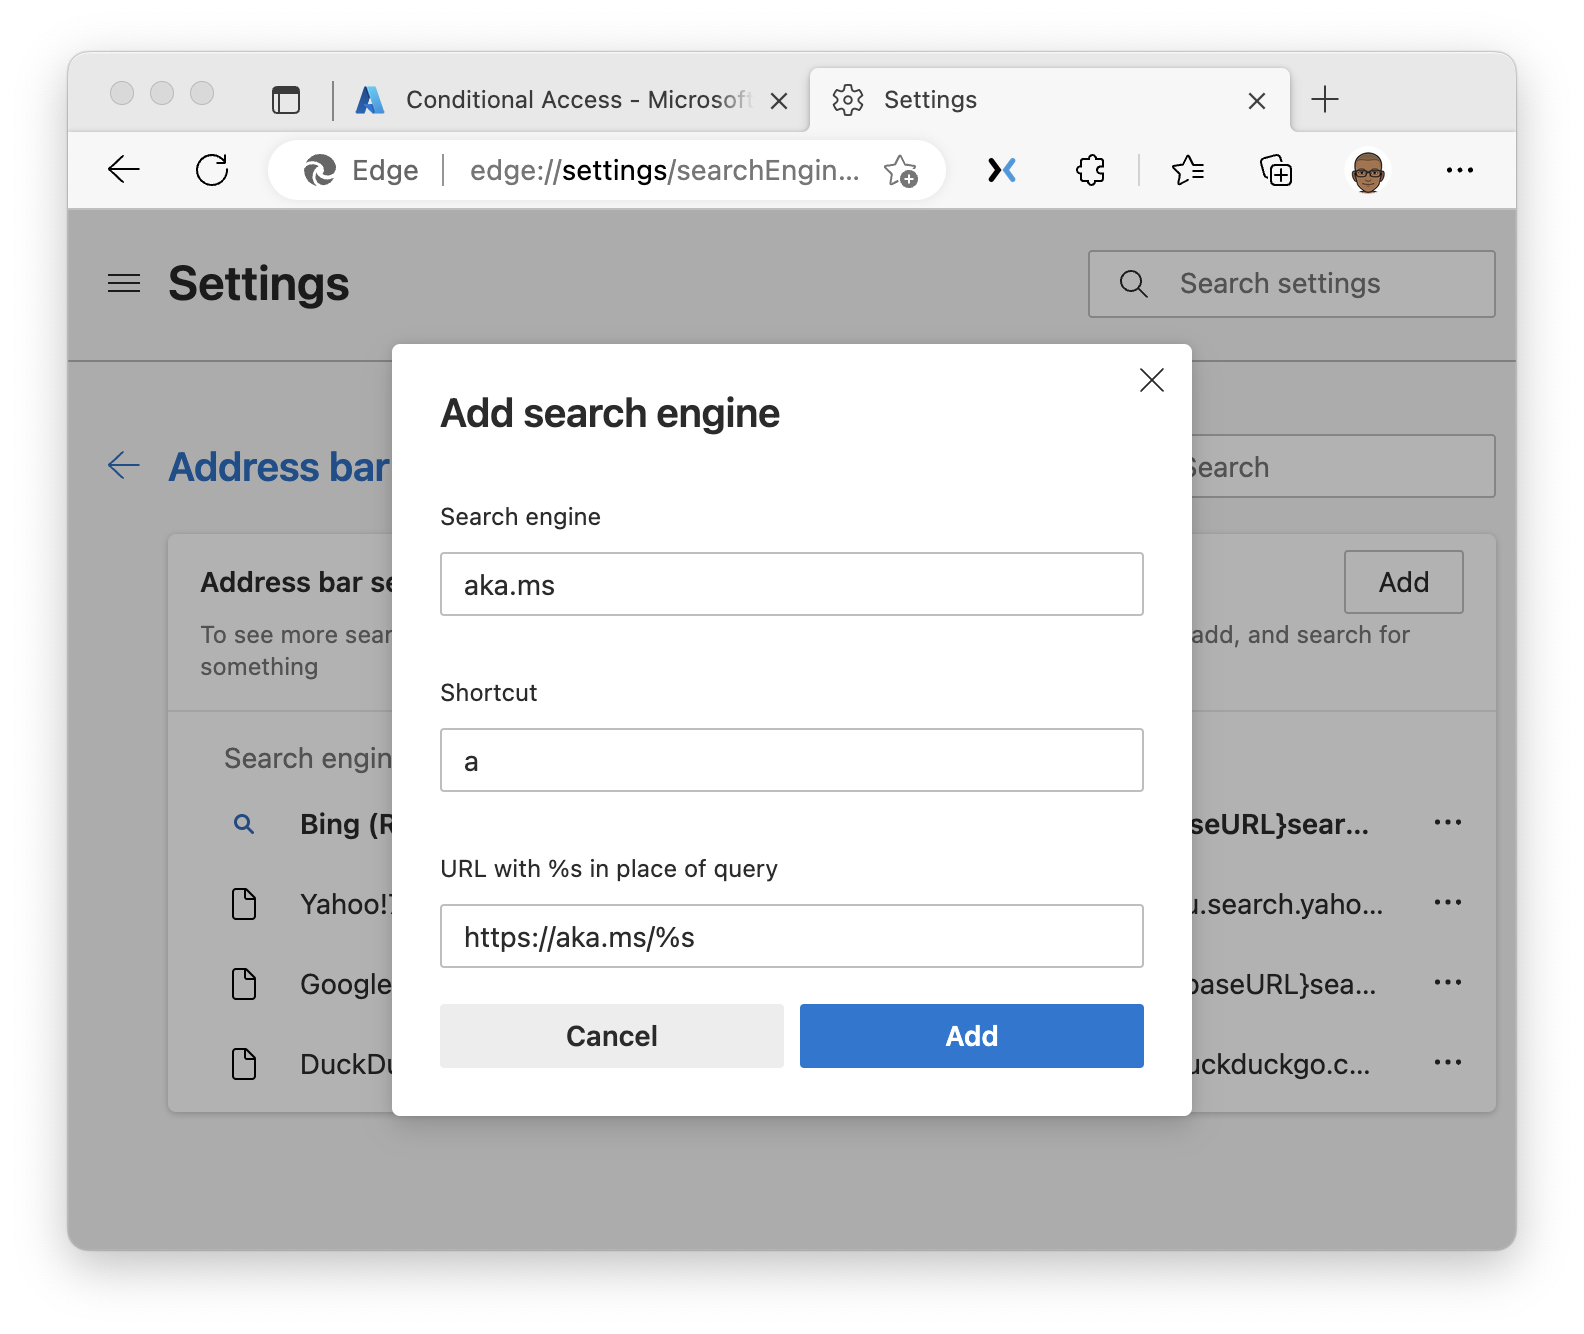 Conditional Access - Microsoft
Settings
Edge
edge://settings/searchEngin...
Settings
Search settings
Add search engine
Address bar
Search
Search engine
aka.ms
Address bar se
Add
To see more sear
add, and search for
something
Shortcut
a
Search engin
Bing (R
seURL}sear...
URL with %s in place of query
Yahoo!7
u.search.yaho...
https://aka.ms/%s
Google
baseURL}sea...
Cancel
Add
DuckDu
uckduckgo.c...